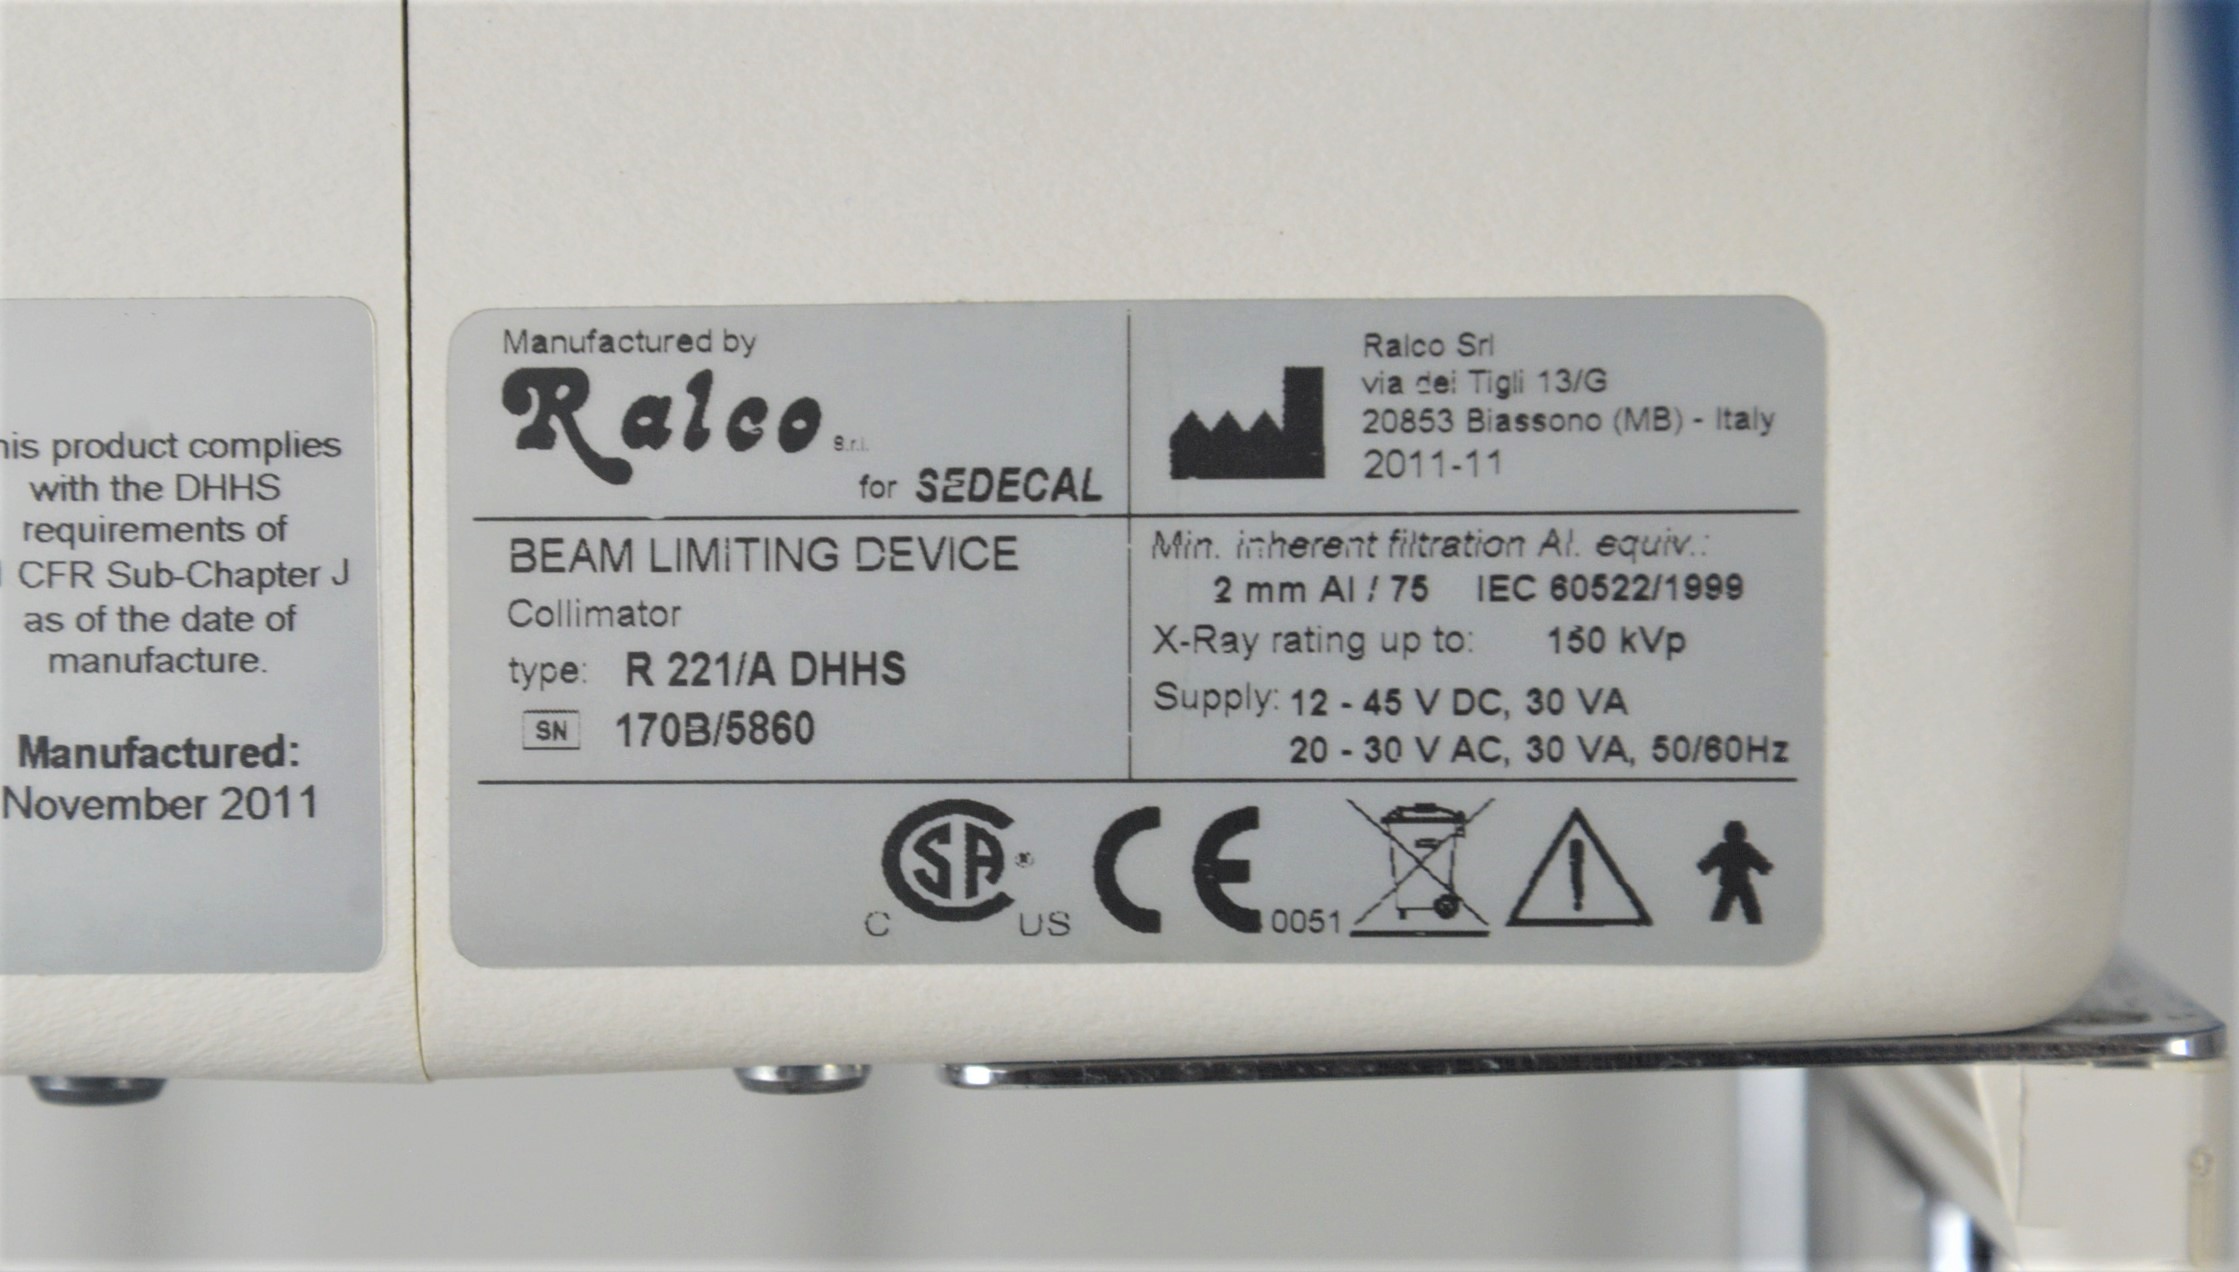 his product complies
with the DHHS
requirements of
CFR Sub-Chapter J
as of the date of
manufacture.
Manufactured:
November 2011
Manufactured by
Ralco S.r.l.
for SEDECAL
Ralco Srl
via dei Tigli 13/G
20853 Biassono (MB) - Italy
2011-11
BEAM LIMITING DEVICE
Collimator
type: R 221/A DHHS
SN 170B/5860
Min. inherent filtration Al. equiv.:
2 mm Al / 75 IEC 60522/1999
X-Ray rating up to: 150 kVp
Supply: 12 - 45 V DC, 30 VA
20 - 30 V AC, 30 VA, 50/60Hz
C SA ® US CE 0051